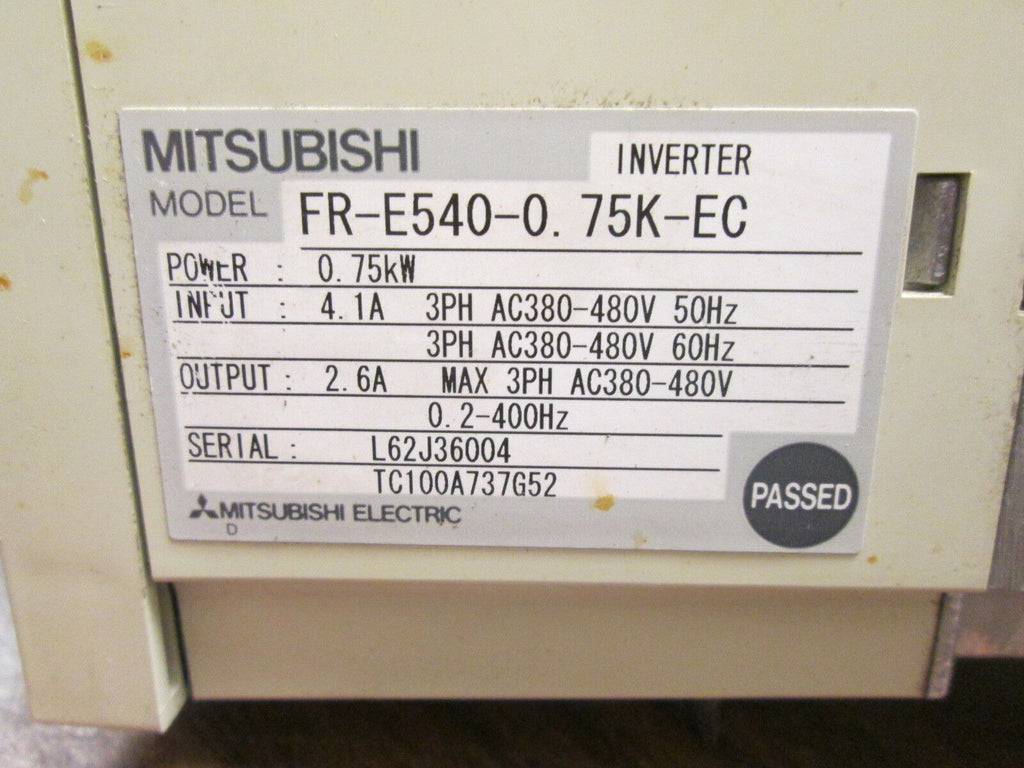 MITSUBISHI INVERTER
MODEL FR-E540-0.75K-EC
POWER : 0.75kW
INPUT : 4.1A 3PH AC380-480V 50Hz
3PH AC380-480V 60Hz
OUTPUT : 2.6A MAX 3PH AC380-480V
0.2-400Hz
SERIAL : L62J36004
TC100A737G52
PASSED
MITSUBISHI ELECTRIC
D